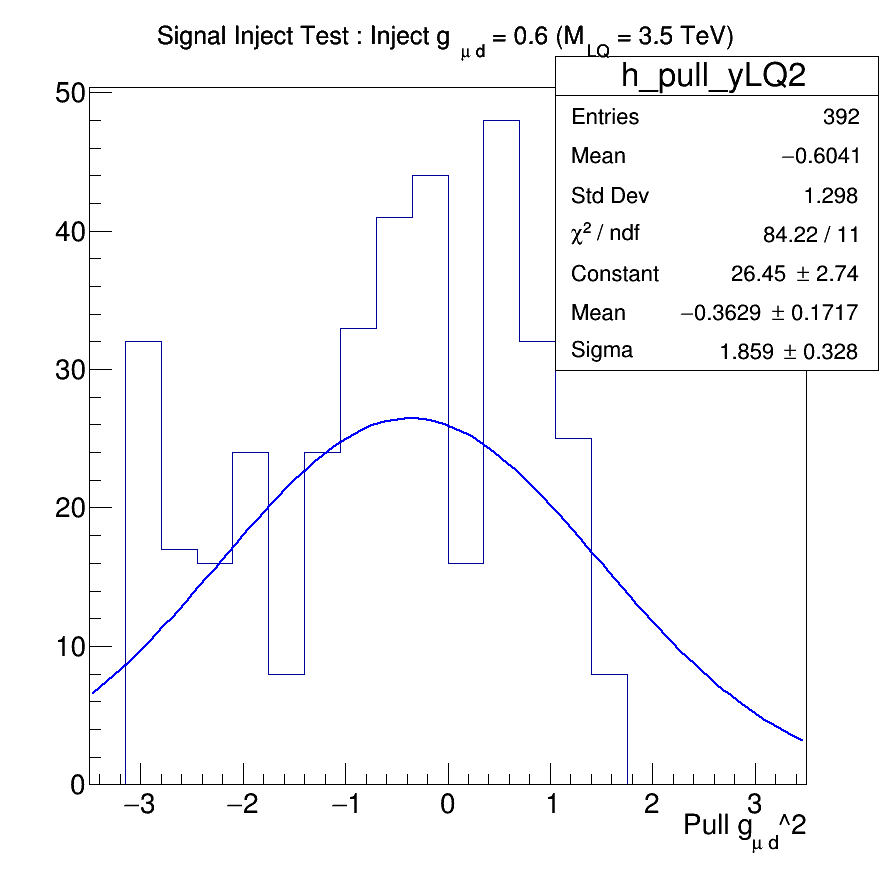 Signal Inject Test : Inject g μ d = 0.6 (M LQ = 3.5 TeV)
h_pull_yLQ2
Entries 392
Mean −0.6041
Std Dev 1.298
χ² / ndf 84.22 / 11
Constant 26.45 ± 2.74
Mean −0.3629 ± 0.1717
Sigma 1.859 ± 0.328
50
40
30
20
10
0
−3 −2 −1 0 1 2 3
Pull g μ d ^2